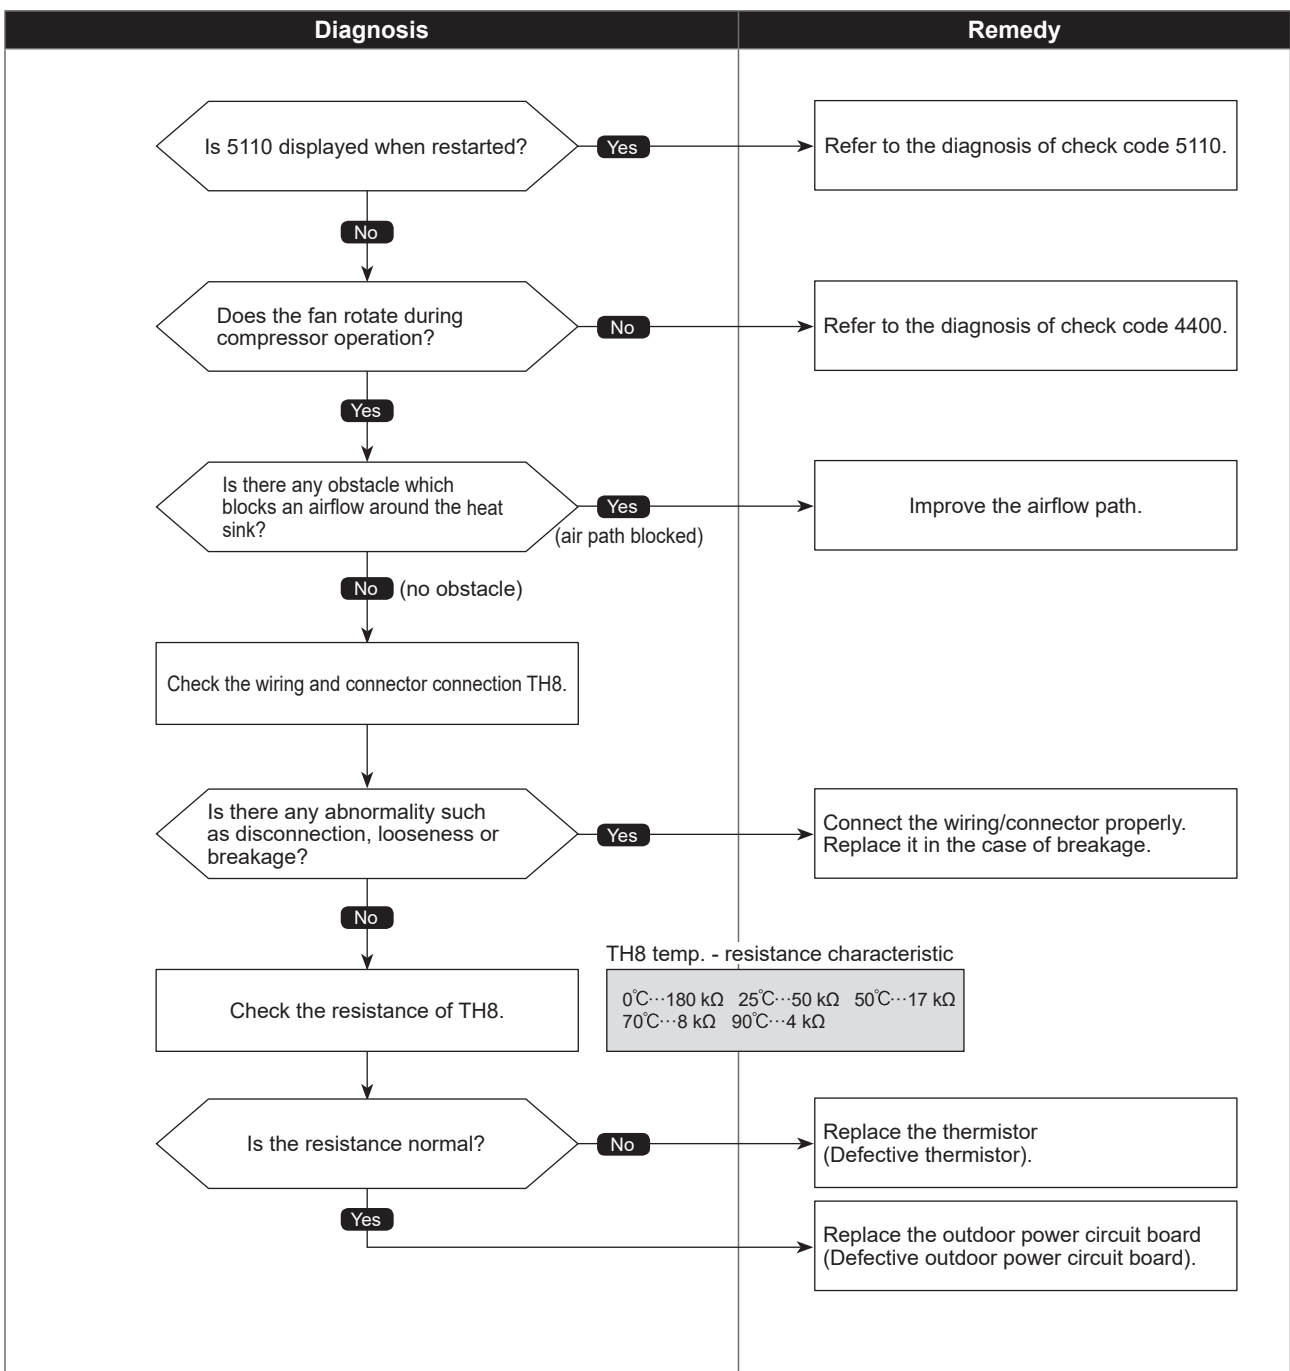 Diagnosis
Remedy
Is 5110 displayed when restarted?
Yes
Refer to the diagnosis of check code 5110.
No
Does the fan rotate during
compressor operation?
No
Refer to the diagnosis of check code 4400.
Yes
Is there any obstacle which
blocks an airflow around the heat
sink?
Yes
(air path blocked)
Improve the airflow path.
No (no obstacle)
Check the wiring and connector connection TH8.
Is there any abnormality such
as disconnection, looseness or
breakage?
Yes
Connect the wiring/connector properly.
Replace it in the case of breakage.
No
TH8 temp. - resistance characteristic
0℃···180 kΩ 25℃···50 kΩ 50℃···17 kΩ
70℃···8 kΩ 90℃···4 kΩ
Check the resistance of TH8.
Is the resistance normal?
No
Replace the thermistor
(Defective thermistor).
Yes
Replace the outdoor power circuit board
(Defective outdoor power circuit board).